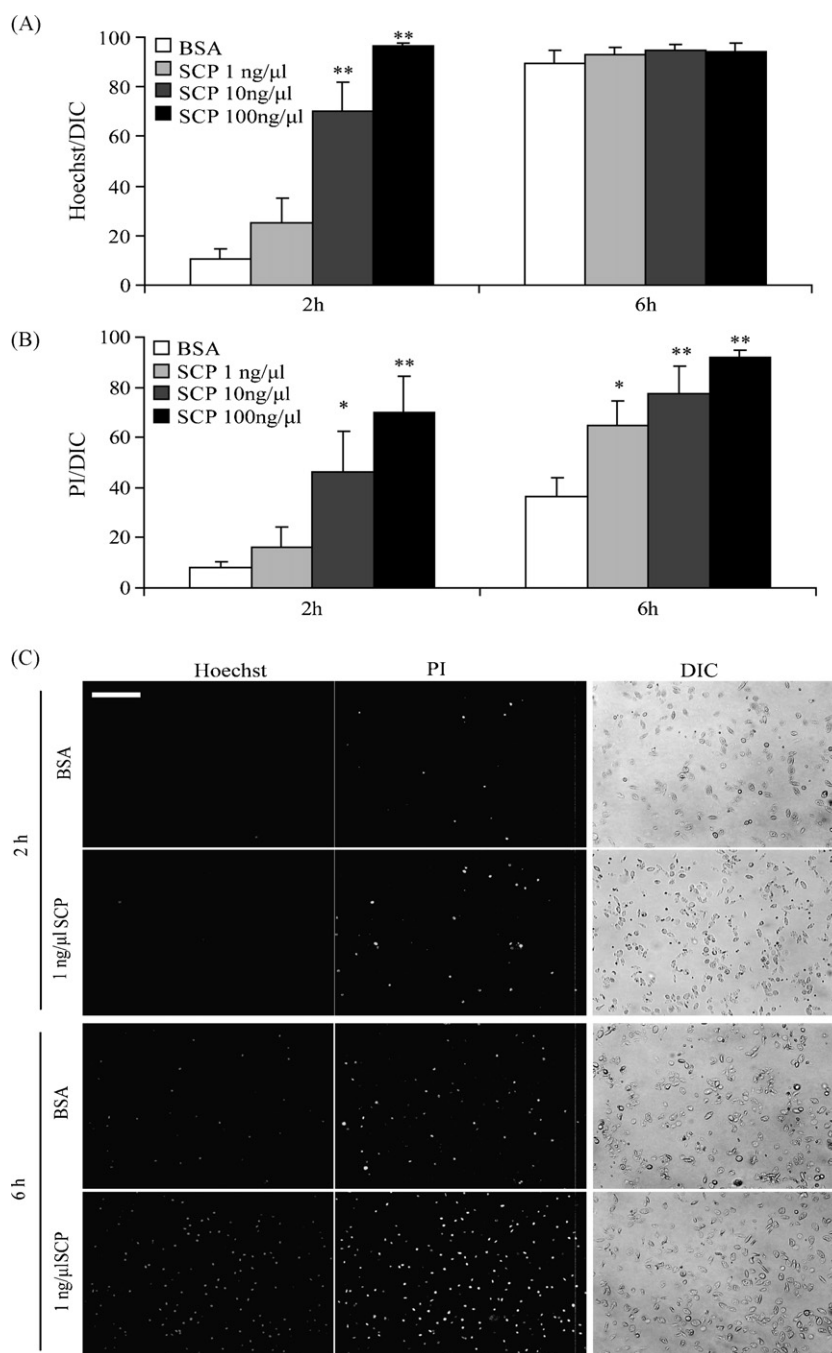 (A)
100
80
60
40
20
0
Hoechst/DIC
BSA
SCP 1 ng/μl
SCP 10ng/μl
SCP 100ng/μl
**
**
2h
6h
(B)
100
80
60
40
20
0
PI/DIC
BSA
SCP 1 ng/μl
SCP 10ng/μl
SCP 100ng/μl
*
**
*
**
**
2h
6h
(C)
Hoechst PI DIC
2 h
BSA
1 ng/μl SCP
6 h
BSA
1 ng/μlSCP